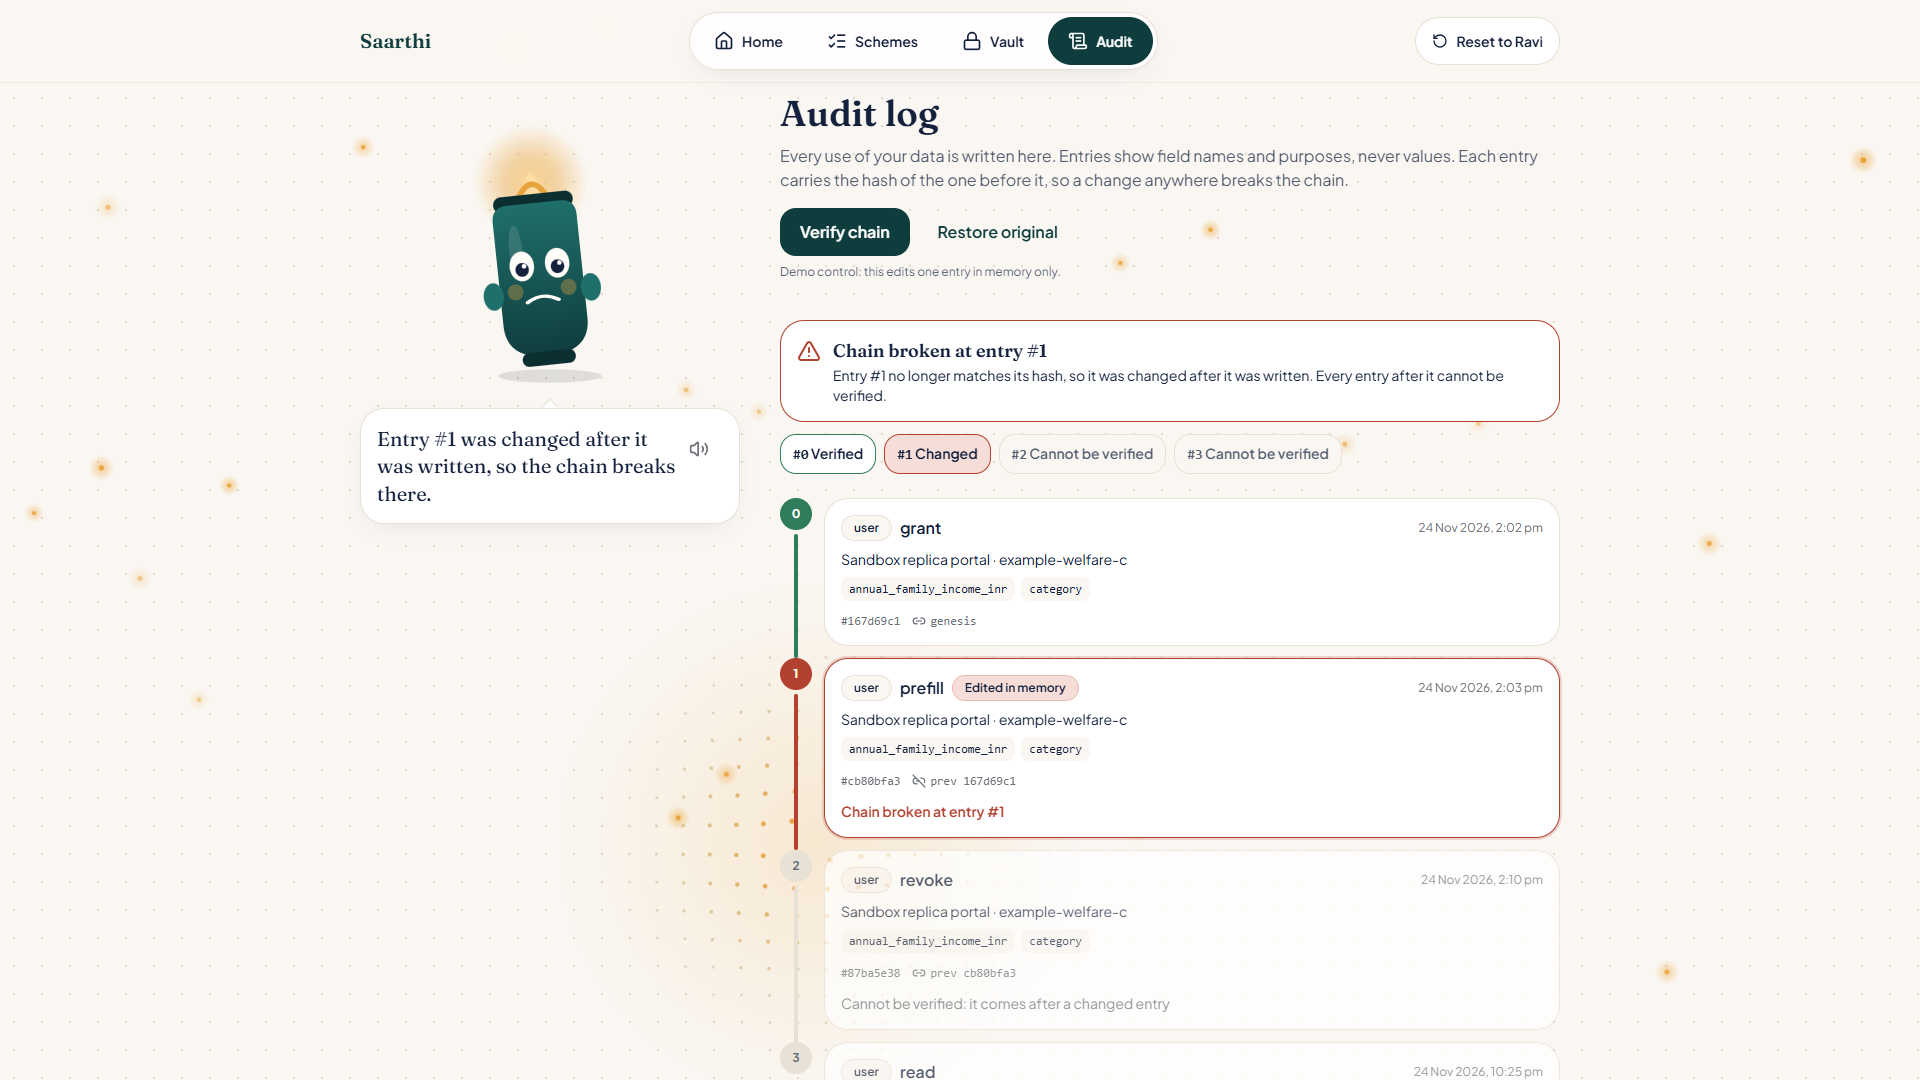 Saarthi
Home
Schemes
Vault
Audit
Reset to Ravi
Audit log
Every use of your data is written here. Entries show field names and purposes, never values. Each entry
carries the hash of the one before it, so a change anywhere breaks the chain.
Verify chain
Restore original
Demo control: this edits one entry in memory only.
Entry #1 was changed after it
was written, so the chain breaks
there.
Chain broken at entry #1
Entry #1 no longer matches its hash, so it was changed after it was written. Every entry after it cannot be
verified.
#0 Verified
#1 Changed
#2 Cannot be verified
#3 Cannot be verified
0
user grant 24 Nov 2026, 2:02 pm
Sandbox replica portal · example-welfare-c
annual_family_income_inr category
#167d69c1 genesis
1
user prefill Edited in memory 24 Nov 2026, 2:03 pm
Sandbox replica portal · example-welfare-c
annual_family_income_inr category
#cb80bfa3 prev 167d69c1
Chain broken at entry #1
2
user revoke 24 Nov 2026, 2:10 pm
Sandbox replica portal · example-welfare-c
annual_family_income_inr category
#87ba5e38 prev cb80bfa3
Cannot be verified: it comes after a changed entry
3
user read 24 Nov 2026, 10:25 pm